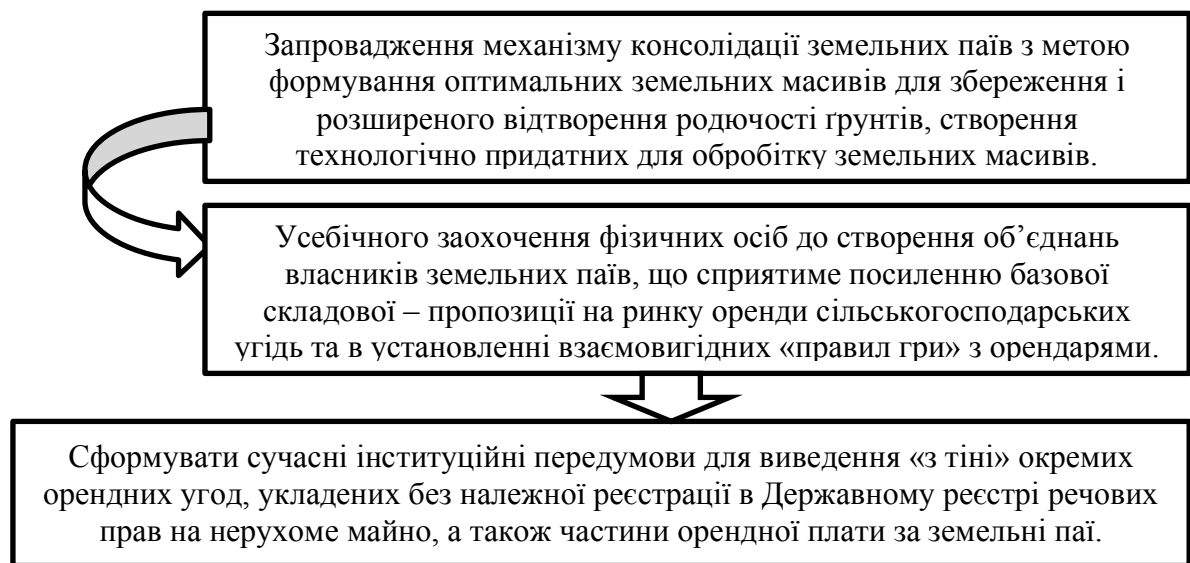 Запровадження механізму консолідації земельних паїв з метою
формування оптимальних земельних масивів для збереження і
розширеного відтворення родючості ґрунтів, створення
технологічно придатних для обробітку земельних масивів.
Усебічного заохочення фізичних осіб до створення об’єднань
власників земельних паїв, що сприятиме посиленню базової
складової – пропозиції на ринку оренди сільськогосподарських
угідь та в установленні взаємовигідних «правил гри» з орендарями.
Сформувати сучасні інституційні передумови для виведення «з тіні» окремих
орендних угод, укладених без належної реєстрації в Державному реєстрі речових
прав на нерухоме майно, а також частини орендної плати за земельні паї.